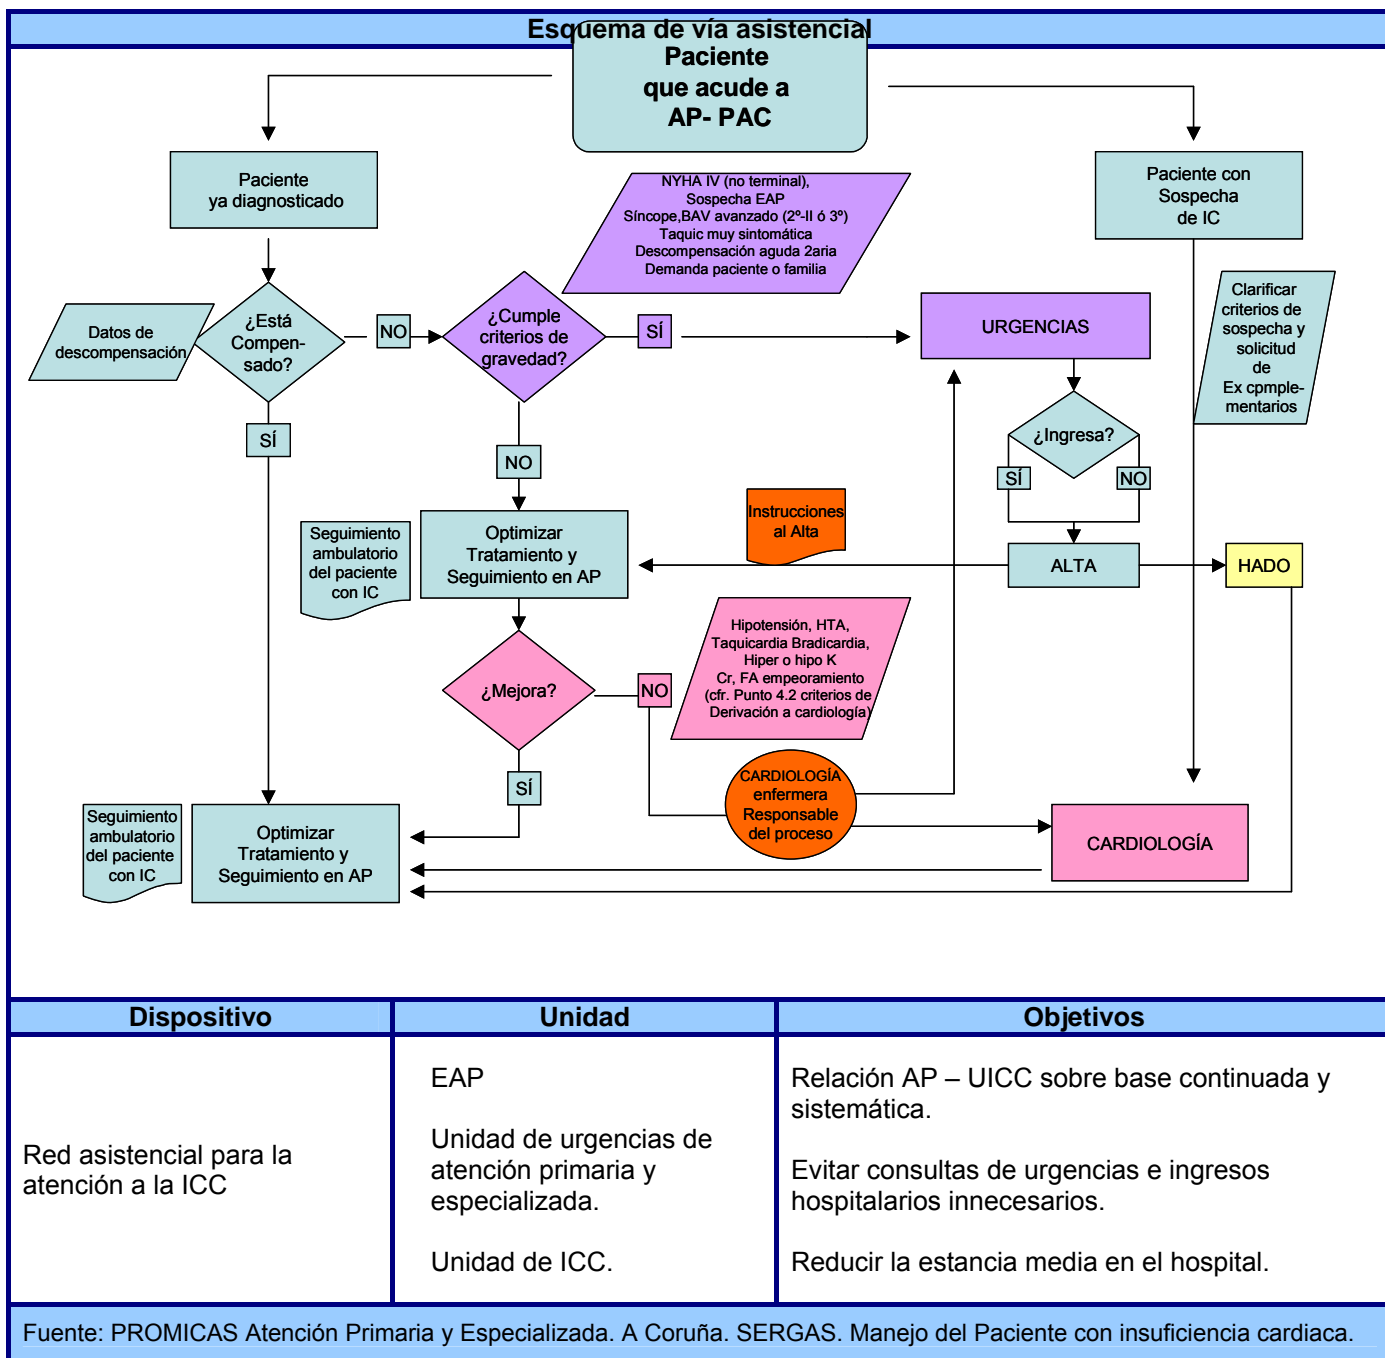 Esquema de vía asistencial
Paciente
que acude a
AP- PAC
Paciente
ya diagnosticado
NYHA IV (no terminal),
Sospecha EAP
Síncope,BAV avanzado (2º-II ó 3º)
Taquic muy sintomática
Descompensación aguda 2aria
Demanda paciente o familia
Paciente con
Sospecha
de IC
Datos de
descompensación
¿Está
Compen-
sado?
NO
¿Cumple
criterios de
gravedad?
SÍ
URGENCIAS
Clarificar
criterios de
sospecha y
solicitud
de
Ex cpmple-
mentarios
SÍ
NO
¿Ingresa?
SÍ
NO
Instrucciones
al Alta
Seguimiento
ambulatorio
del paciente
con IC
Optimizar
Tratamiento y
Seguimiento en AP
ALTA
HADO
¿Mejora?
NO
Hipotensión, HTA,
Taquicardia Bradicardia,
Hiper o hipo K
Cr, FA empeoramiento
(cfr. Punto 4.2 criterios de
Derivación a cardiología)
SÍ
CARDIOLOGÍA
enfermera
Responsable
del proceso
CARDIOLOGÍA
Seguimiento
ambulatorio
del paciente
con IC
Optimizar
Tratamiento y
Seguimiento en AP
Dispositivo
Unidad
Objetivos
Red asistencial para la
atención a la ICC
EAP
Unidad de urgencias de
atención primaria y
especializada.
Unidad de ICC.
Relación AP – UICC sobre base continuada y
sistemática.
Evitar consultas de urgencias e ingresos
hospitalarios innecesarios.
Reducir la estancia media en el hospital.
Fuente: PROMICAS Atención Primaria y Especializada. A Coruña. SERGAS. Manejo del Paciente con insuficiencia cardiaca.